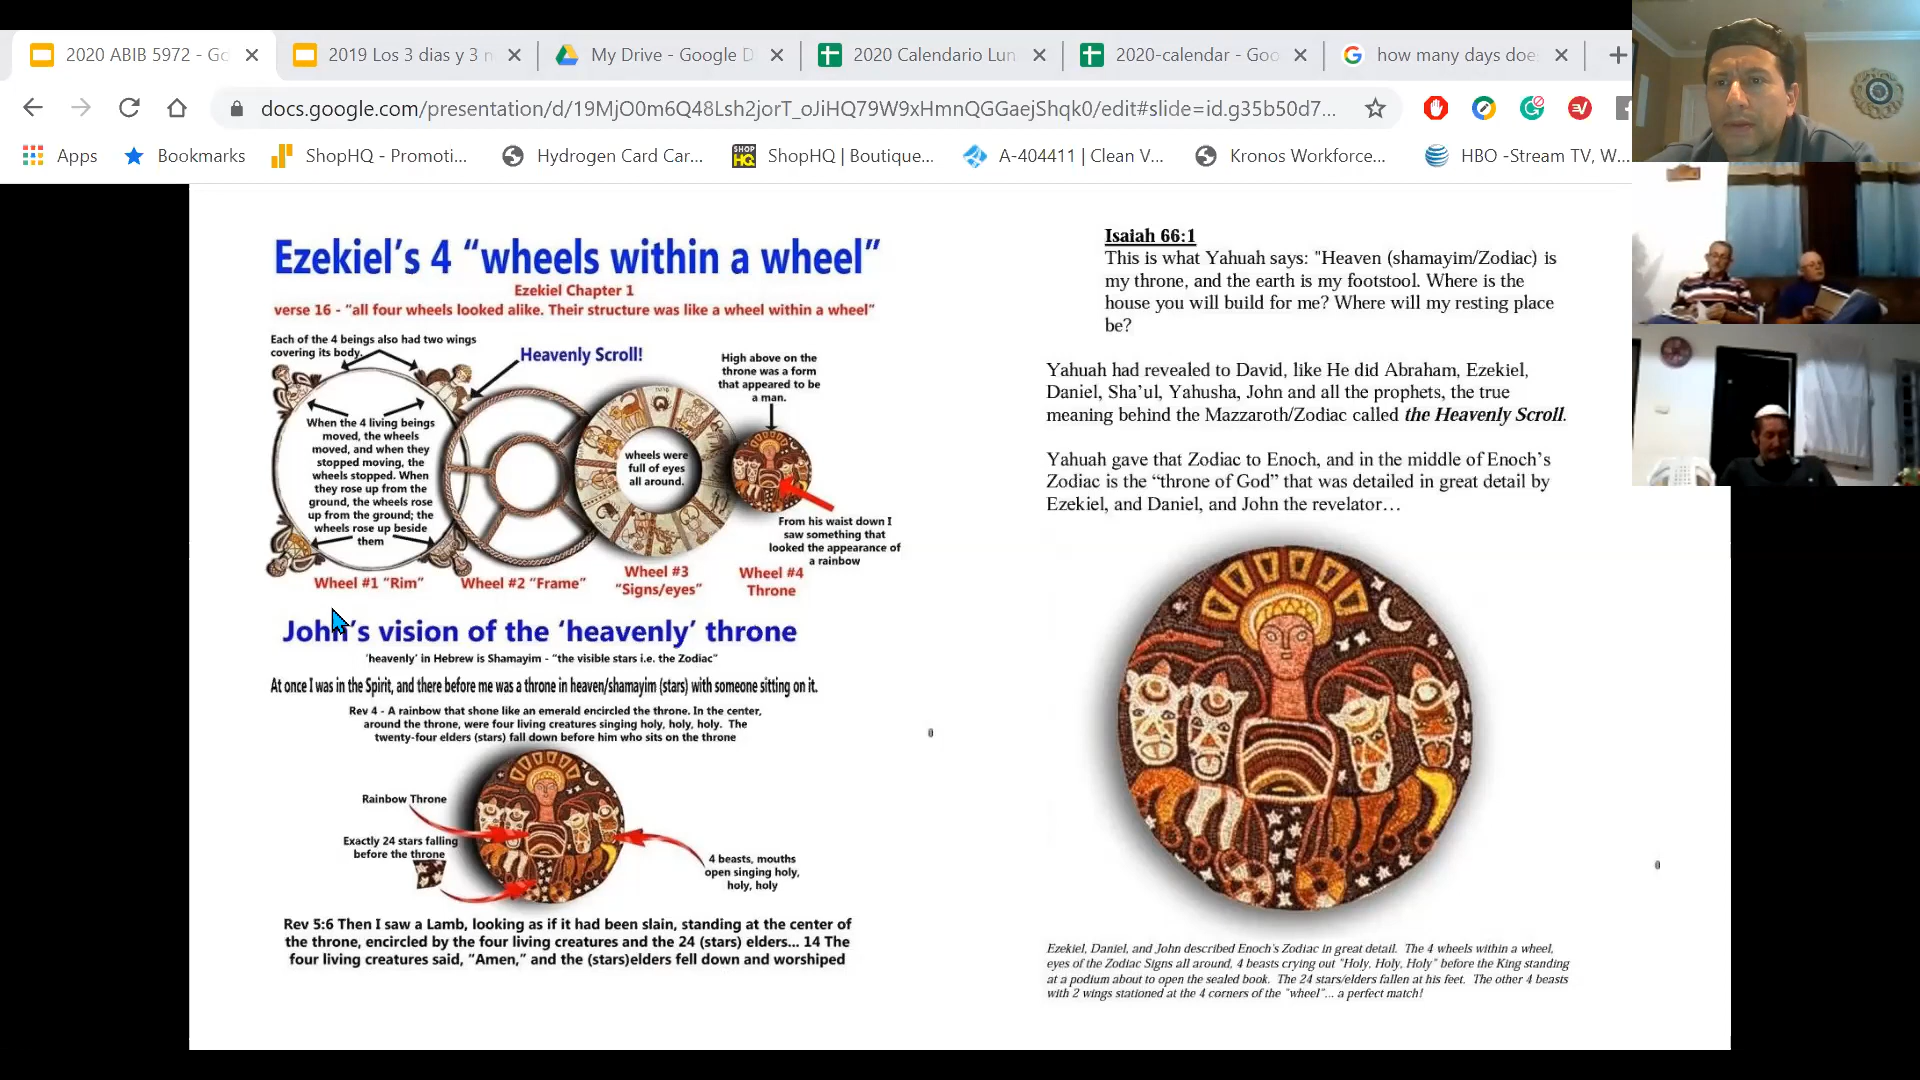 2020 ABIB 5972 - Go
2019 Los 3 dias y 3 n
My Drive - Google D
2020 Calendario Lun
2020-calendar - Goo
how many days doe
docs.google.com/presentation/d/19MjO0m6Q48Lsh2jorT_oJiHQ79W9xHmnQGGaejShqk0/edit#slide=id.g35b50d7...
Apps
Bookmarks
ShopHQ - Promoti...
Hydrogen Card Car...
SHOP
HQ
ShopHQ | Boutique...
A-404411 | Clean V...
Kronos Workforce...
HBO -Stream TV, W...
Ezekiel's 4 "wheels within a wheel"
Ezekiel Chapter 1
verse 16 - "all four wheels looked alike. Their structure was like a wheel within a wheel"
Each of the 4 beings also had two wings
covering its body.
Heavenly Scroll!
High above on the
throne was a form
that appeared to be
a man.
When the 4 living beings
moved, the wheels
moved, and when they
stopped moving, the
wheels stopped. When
they rose up from the
ground, the wheels rose
up from the ground; the
wheels rose up beside
them
wheels were
full of eyes
all around.
From his waist down I
saw something that
looked the appearance of
a rainbow
Wheel #1 "Rim"
Wheel #2 "Frame"
Wheel #3
"Signs/eyes"
Wheel #4
Throne
John's vision of the 'heavenly' throne
'heavenly' in Hebrew is Shamayim - "the visible stars i.e. the Zodiac"
At once I was in the Spirit, and there before me was a throne in heaven/shamayim (stars) with someone sitting on it.
Rev 4 - A rainbow that shone like an emerald encircled the throne. In the center,
around the throne, were four living creatures singing holy, holy, holy. The
twenty-four elders (stars) fall down before him who sits on the throne
Rainbow Throne
Exactly 24 stars falling
before the throne
4 beasts, mouths
open singing holy,
holy, holy
Rev 5:6 Then I saw a Lamb, looking as if it had been slain, standing at the center of
the throne, encircled by the four living creatures and the 24 (stars) elders... 14 The
four living creatures said, "Amen," and the (stars)elders fell down and worshiped
0
Isaiah 66:1
This is what Yahuah says: "Heaven (shamayim/Zodiac) is
my throne, and the earth is my footstool. Where is the
house you will build for me? Where will my resting place
be?
Yahuah had revealed to David, like He did Abraham, Ezekiel,
Daniel, Sha'ul, Yahusha, John and all the prophets, the true
meaning behind the Mazzaroth/Zodiac called the Heavenly Scroll.
Yahuah gave that Zodiac to Enoch, and in the middle of Enoch's
Zodiac is the "throne of God" that was detailed in great detail by
Ezekiel, and Daniel, and John the revelator…
0
Ezekiel, Daniel, and John described Enoch's Zodiac in great detail. The 4 wheels within a wheel,
eyes of the Zodiac Signs all around, 4 beasts crying out "Holy, Holy, Holy" before the King standing
at a podium about to open the sealed book. The 24 stars/elders fallen at his feet. The other 4 beasts
with 2 wings stationed at the 4 corners of the "wheel"... a perfect match!